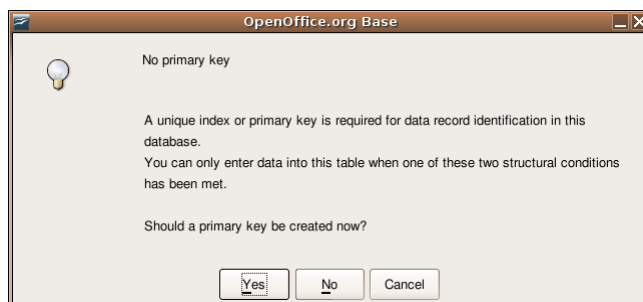 OpenOffice.org Base
No primary key
A unique index or primary key is required for data record identification in this
database.
You can only enter data into this table when one of these two structural conditions
has been met.
Should a primary key be created now?
Yes No Cancel